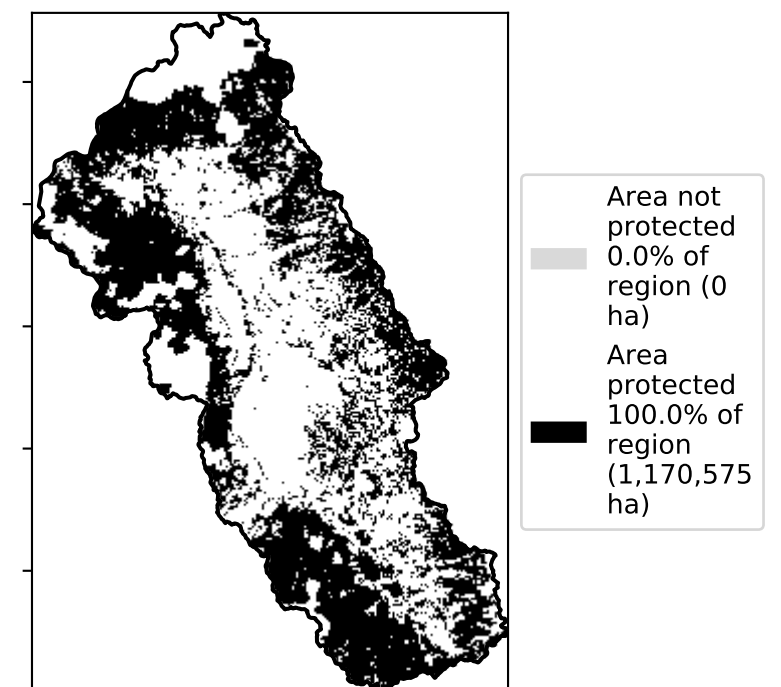 Area not
protected
0.0% of
region (0
ha)
Area
protected
100.0% of
region
(1,170,575
ha)